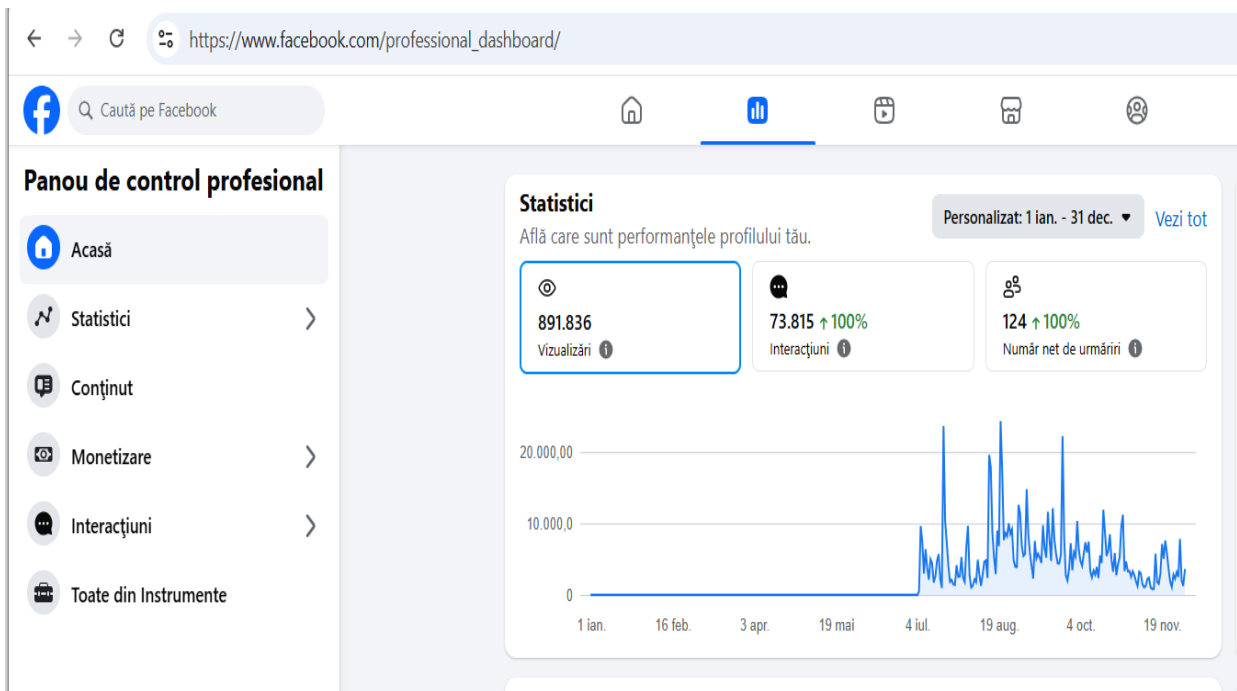 https://www.facebook.com/professional_dashboard/
Caută pe Facebook
Panou de control profesional
Acasă
Statistici
Conținut
Monetizare
Interacțiuni
Toate din Instrumente
Statistici
Află care sunt performanțele profilului tău.
Personalizat: 1 ian. - 31 dec.
Vezi tot
891.836
Vizualizări
73.815 ↑ 100%
Interacțiuni
124 ↑ 100%
Număr net de urmăriri
20.000,00
10.000,0
0
1 ian. 16 feb. 3 apr. 19 mai 4 iul. 19 aug. 4 oct. 19 nov.